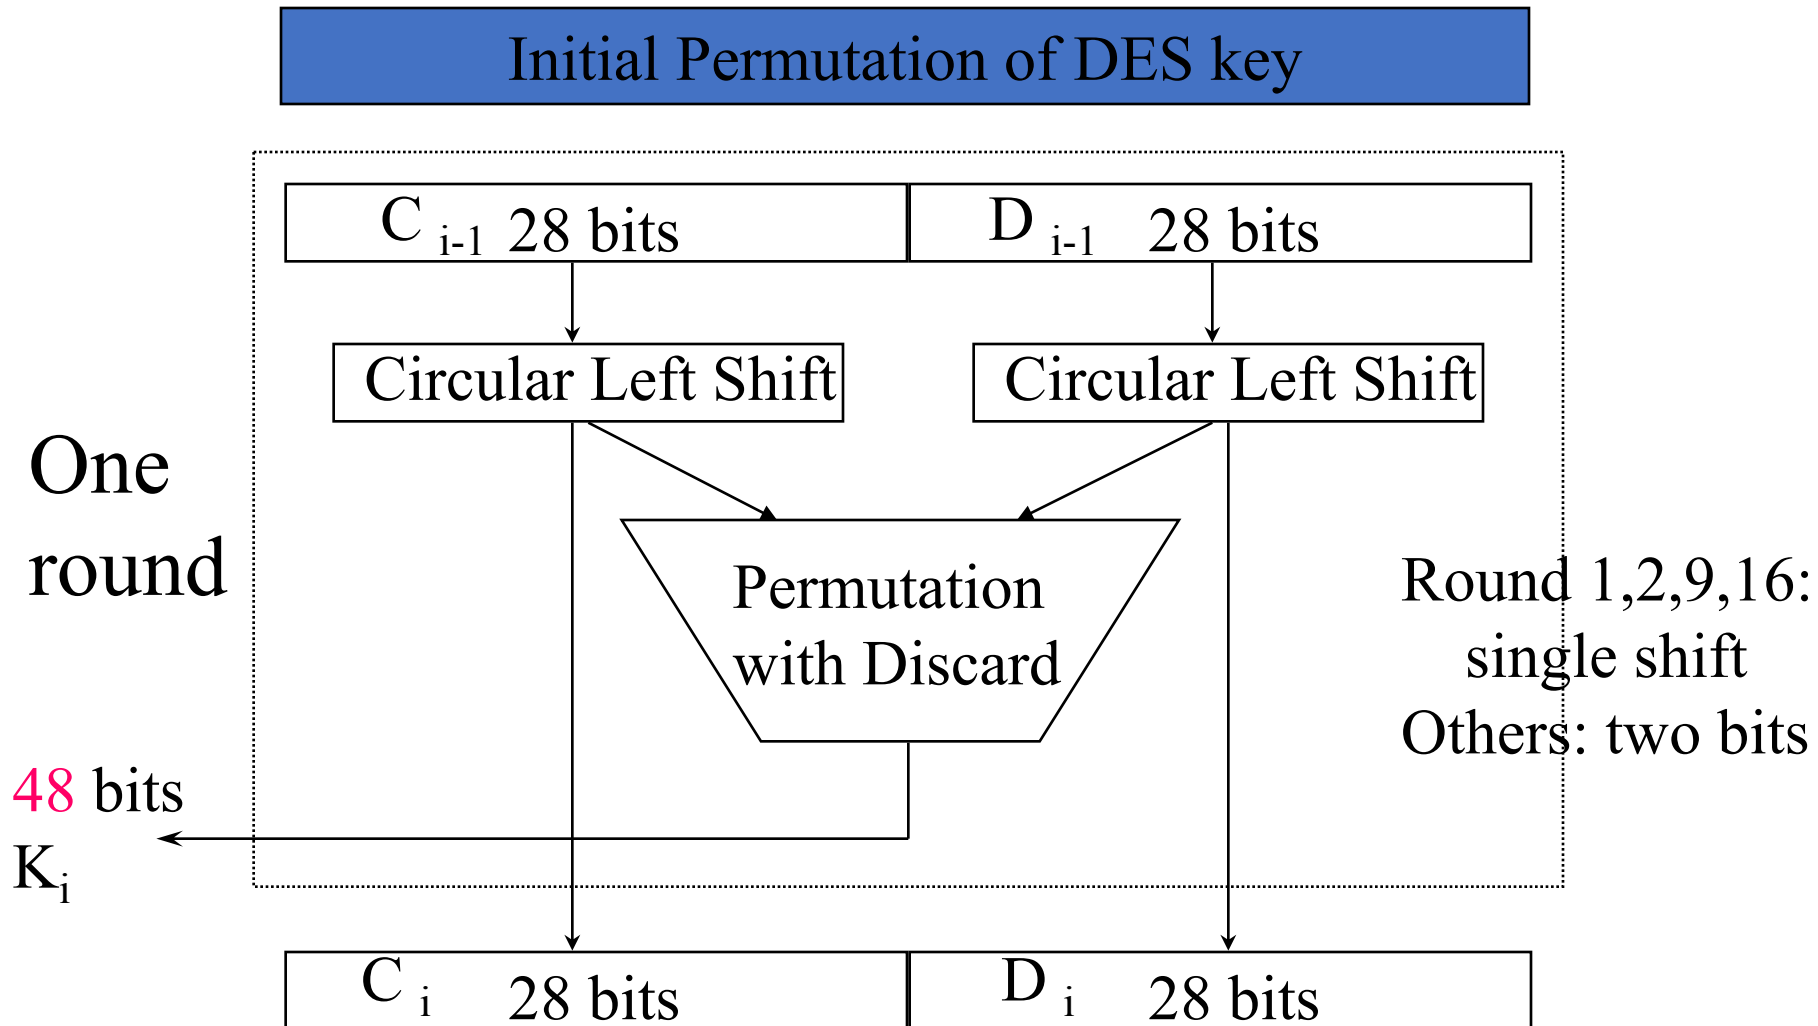 Initial Permutation of DES key
C i-1 28 bits
D i-1 28 bits
Circular Left Shift
Circular Left Shift
One
round
Permutation
with Discard
Round 1,2,9,16:
single shift
Others: two bits
48 bits
Ki
C i 28 bits
D i 28 bits